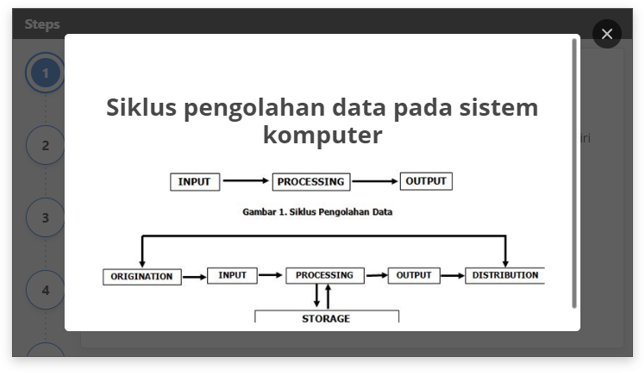 Steps
1
Siklus pengolahan data pada sistem
komputer
iri
2
INPUT PROCESSING OUTPUT
3
Gambar 1. Siklus Pengolahan Data
4
ORIGINATION INPUT PROCESSING OUTPUT DISTRIBUTION
STORAGE